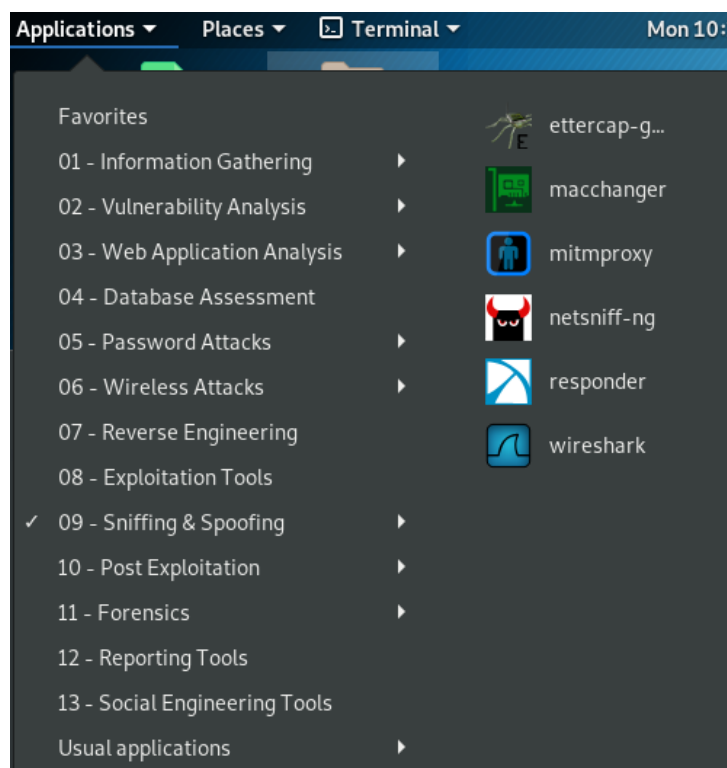 Applications Places Terminal Mon 10:
Favorites
01 - Information Gathering
02 - Vulnerability Analysis
03 - Web Application Analysis
04 - Database Assessment
05 - Password Attacks
06 - Wireless Attacks
07 - Reverse Engineering
08 - Exploitation Tools
09 - Sniffing & Spoofing
10 - Post Exploitation
11 - Forensics
12 - Reporting Tools
13 - Social Engineering Tools
Usual applications
ettercap-g...
macchanger
mitmproxy
netsniff-ng
responder
wireshark